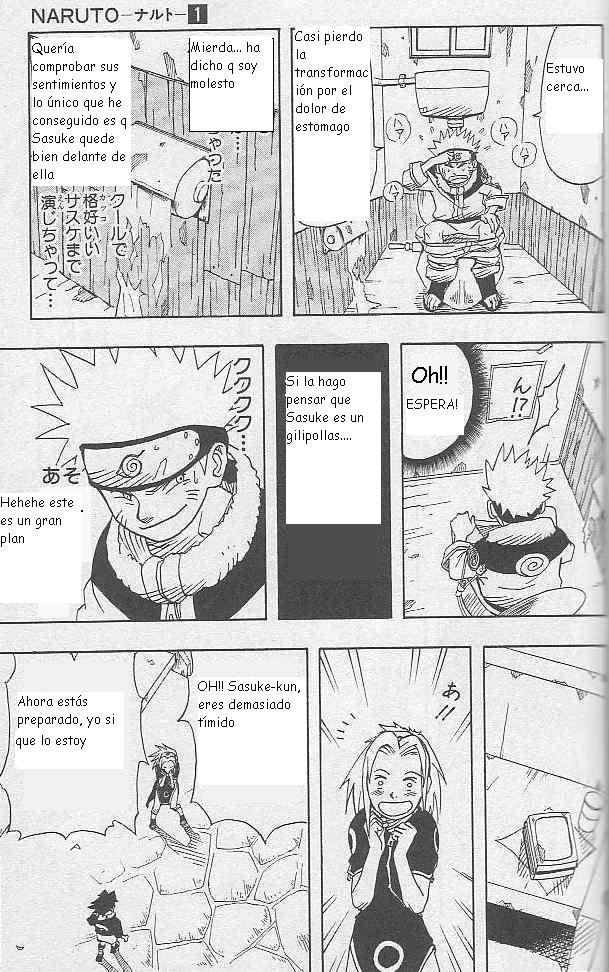 NARUTO—ナルト—1
Estuvo
cerca...
Casi pierdo
la
transformac
ión por el
dolor de
estomago
Mierda... ha
dicho q soy
molesto
ちゃった
Quería
comprobar sus
sentimientos y
lo único que he
conseguido es q
Sasuke quede
bien delante de
ella
クールで
格好いい
サスケまで
演じちゃって…
ん!?
Oh!!
ESPERA!
Si la hago
pensar que
Sasuke es un
gilipollas....
クククク…
あそ
Hehehe este
es un gran
plan
あ!!
OH!! Sasuke-kun,
eres demasiado
tímido
Ahora estás
preparado, yo si
que lo estoy